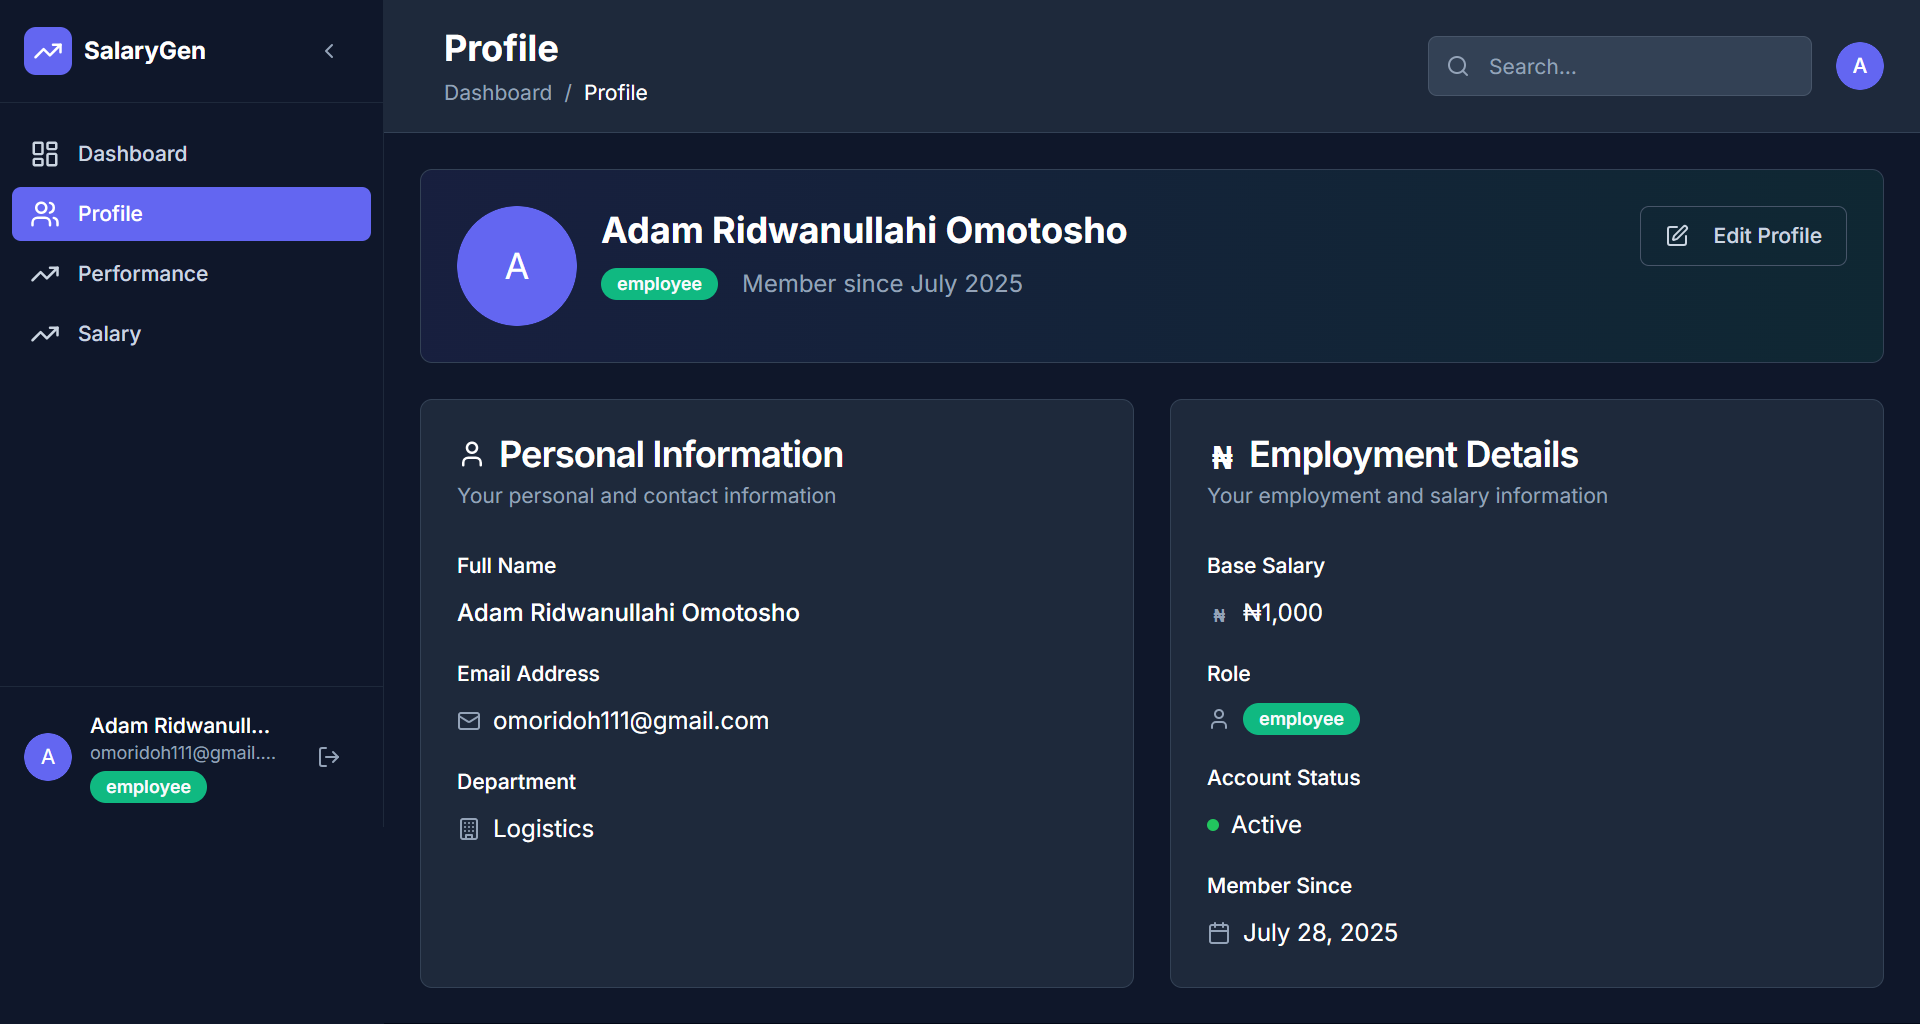 SalaryGen
Dashboard
Profile
Performance
Salary
Adam Ridwanull...
omoridoh111@gmail....
A
employee
Profile
Dashboard / Profile
Search...
A
A
Adam Ridwanullahi Omotosho
employee Member since July 2025
Edit Profile
Personal Information
Your personal and contact information
Full Name
Adam Ridwanullahi Omotosho
Email Address
omoridoh111@gmail.com
Department
Logistics
₦ Employment Details
Your employment and salary information
Base Salary
₦ ₦1,000
Role
employee
Account Status
Active
Member Since
July 28, 2025